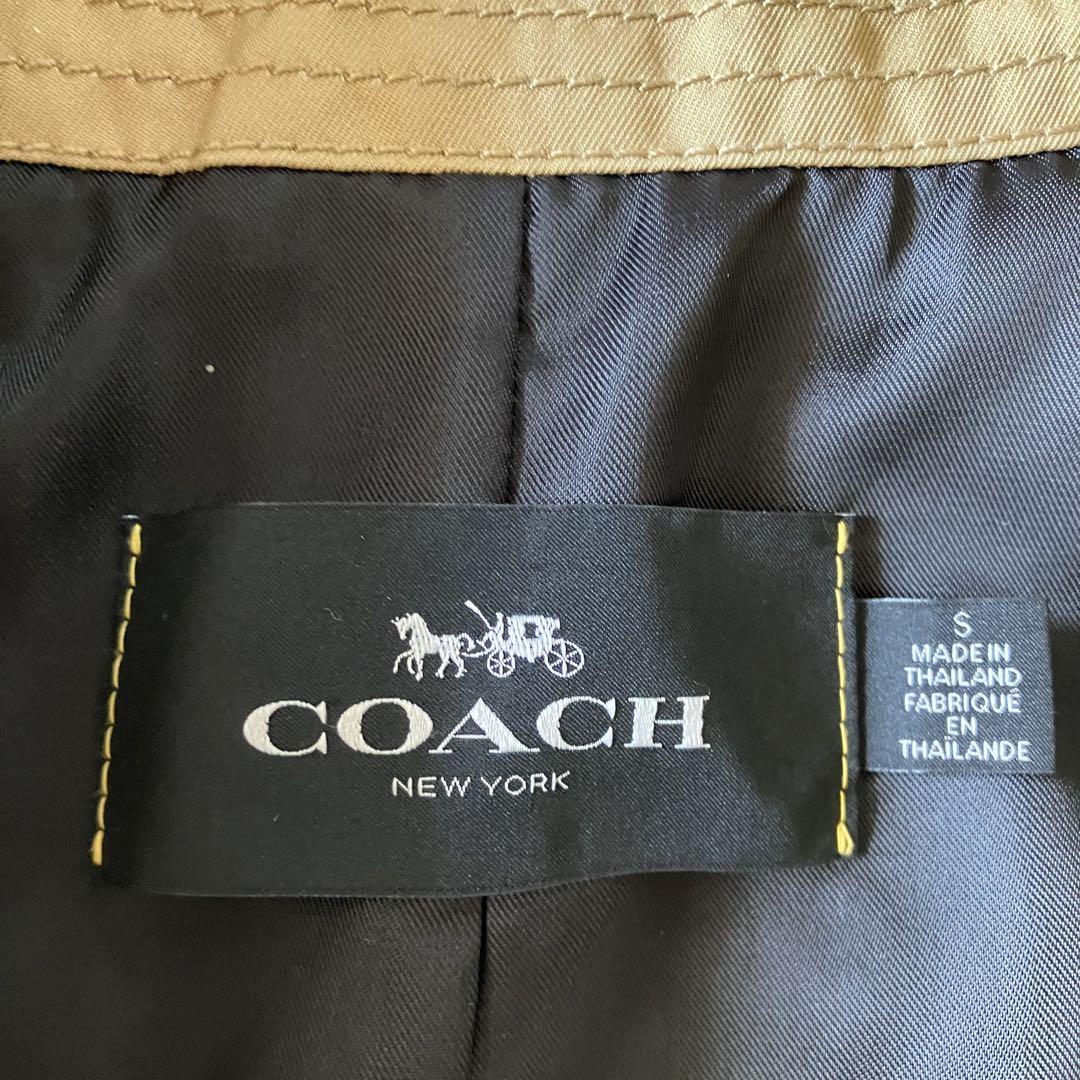 COACH
NEW YORK
S
MADE IN
THAILAND
FABRIQUÉ
EN
THAÏLANDE